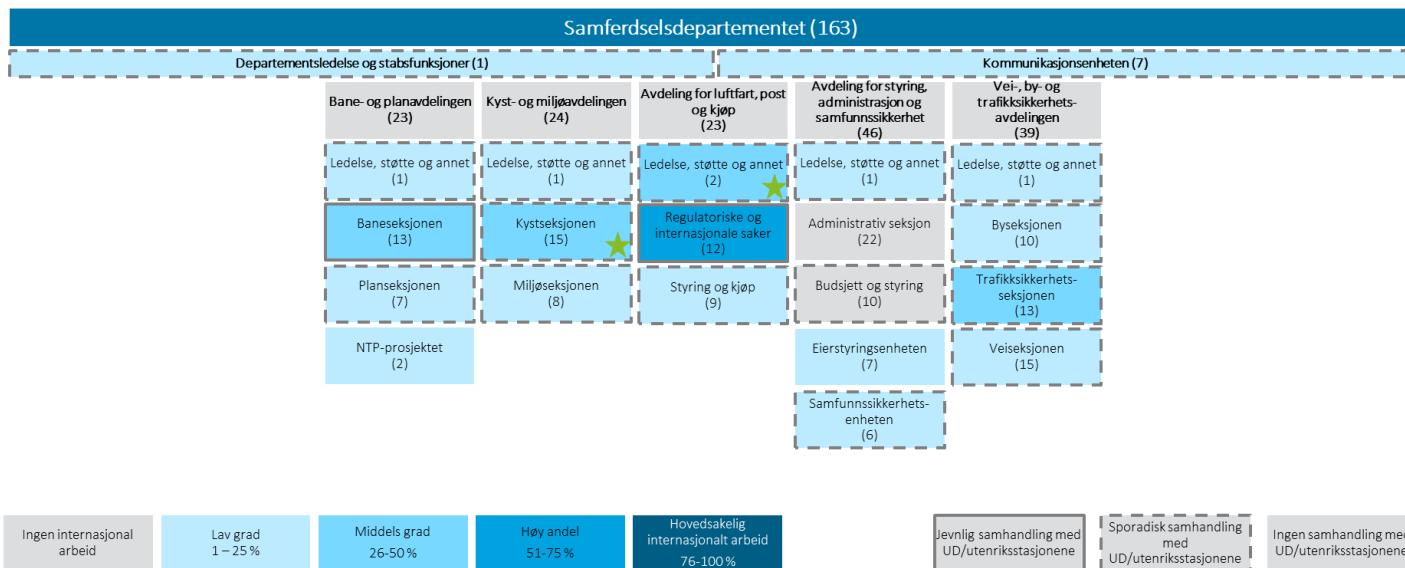 Samferdselsdepartementet (163)
Departementsledelse og stabsfunksjoner (1)
Kommunikasjonsenheten (7)
Bane- og planavdelingen
(23)
Kyst- og miljøavdelingen
(24)
Avdeling for luftfart, post
og kjøp
(23)
Avdeling for styring,
administrasjon og
samfunnssikkerhet
(46)
Vei-, by- og
trafikksikkerhets-
avdelingen
(39)
Ledelse, støtte og annet
(1)
Ledelse, støtte og annet
(1)
Ledelse, støtte og annet
(2)
Ledelse, støtte og annet
(1)
Ledelse, støtte og annet
(1)
Baneseksjonen
(13)
Kystseksjonen
(15)
Regulatoriske og
internasjonale saker
(12)
Administrativ seksjon
(22)
Byseksjonen
(10)
Planseksjonen
(7)
Miljøseksjonen
(8)
Styring og kjøp
(9)
Budsjett og styring
(10)
Trafikksikkerhets-
seksjonen
(13)
NTP-prosjektet
(2)
Eierstyringsenheten
(7)
Veiseksjonen
(15)
Samfunnssikkerhets-
enheten
(6)
Ingen internasjonal
arbeid
Lav grad
1 – 25 %
Middels grad
26-50 %
Høy andel
51-75 %
Hovedsakelig
internasjonalt arbeid
76-100 %
Jevnlig samhandling med
UD/utenriksstasjonene
Sporadisk samhandling
med
UD/utenriksstasjonene
Ingen samhandling med
UD/utenriksstasjonene